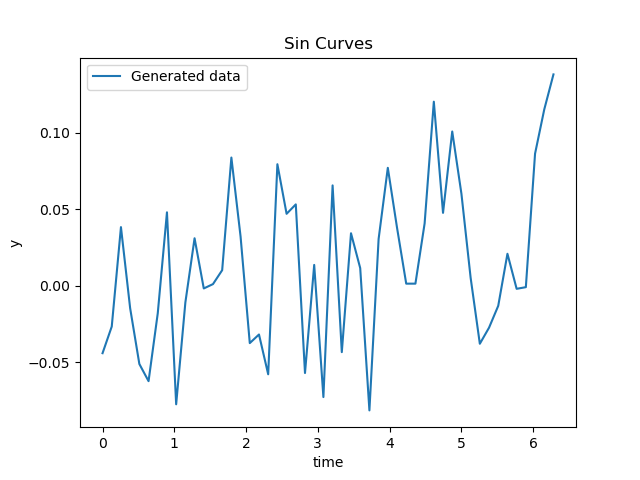 Sin Curves
Generated data
0.10
0.05
0.00
−0.05
y
0 1 2 3 4 5 6
time